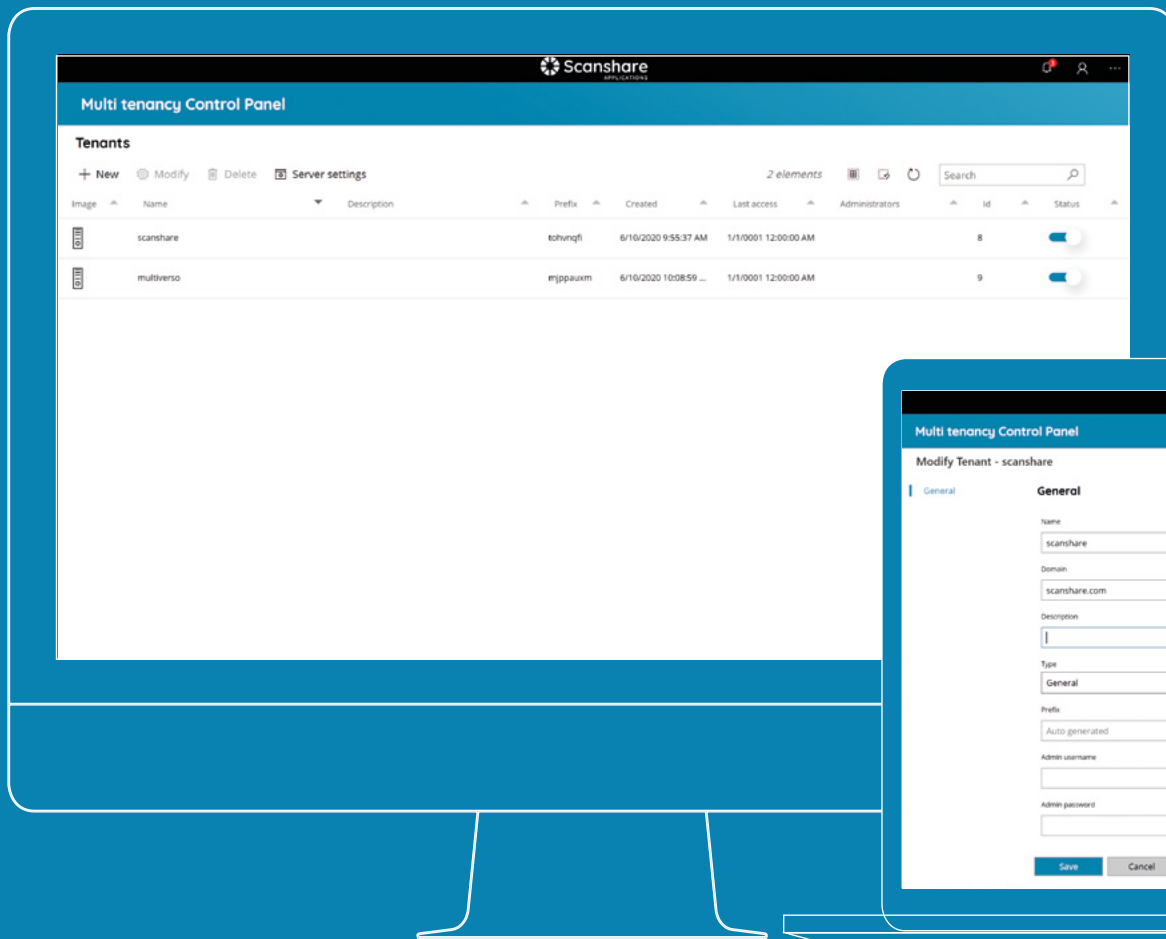 Scanshare
APPLICATIONS
3
...
Multi tenancy Control Panel
Tenants
+ New Modify Delete Server settings 2 elements Search
Image Name Description Prefix Created Last access Administrators Id Status
scanshare tohvnqfi 6/10/2020 9:55:37 AM 1/1/0001 12:00:00 AM 8
multiverso mjppauxm 6/10/2020 10:08:59 ... 1/1/0001 12:00:00 AM 9
Multi tenancy Control Panel
Modify Tenant - scanshare
General
General
Name
scanshare
Domain
scanshare.com
Description
Type
General
Prefix
Auto generated
Admin username
Admin password
Save Cancel